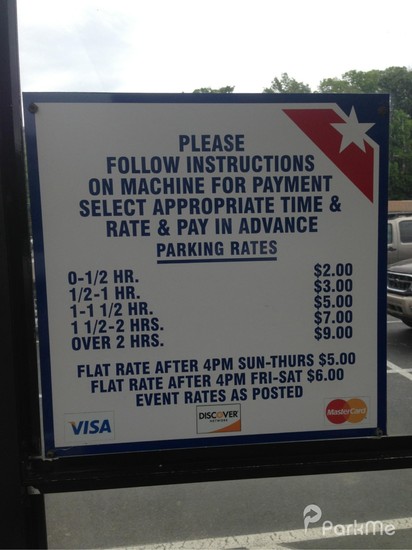 PLEASE
FOLLOW INSTRUCTIONS
ON MACHINE FOR PAYMENT
SELECT APPROPRIATE TIME &
RATE & PAY IN ADVANCE
PARKING RATES
0-1/2 HR. $2.00
1/2-1 HR. $3.00
1-1 1/2 HR. $5.00
1 1/2-2 HRS. $7.00
OVER 2 HRS. $9.00
FLAT RATE AFTER 4PM SUN-THURS $5.00
FLAT RATE AFTER 4PM FRI-SAT $6.00
EVENT RATES AS POSTED
VISA
DISCOVER
NETWORK
MasterCard
ParkMe